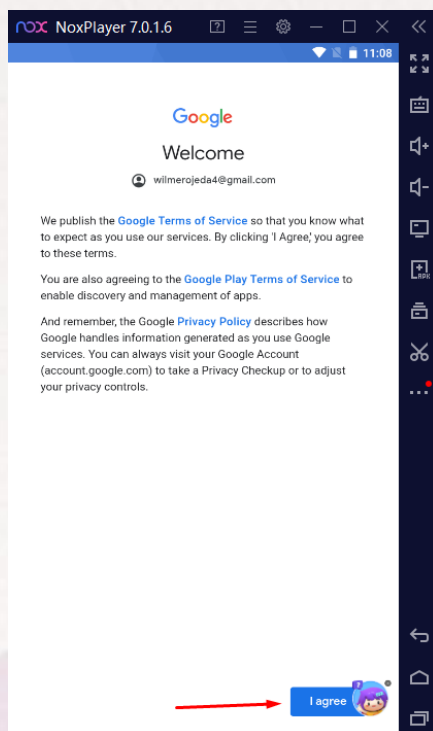 nox NoxPlayer 7.0.1.6
11:08
Google
Welcome
wilmerojeda4@gmail.com
We publish the Google Terms of Service so that you know what
to expect as you use our services. By clicking 'I Agree,' you agree
to these terms.
You are also agreeing to the Google Play Terms of Service to
enable discovery and management of apps.
And remember, the Google Privacy Policy describes how
Google handles information generated as you use Google
services. You can always visit your Google Account
(account.google.com) to take a Privacy Checkup or to adjust
your privacy controls.
I agree